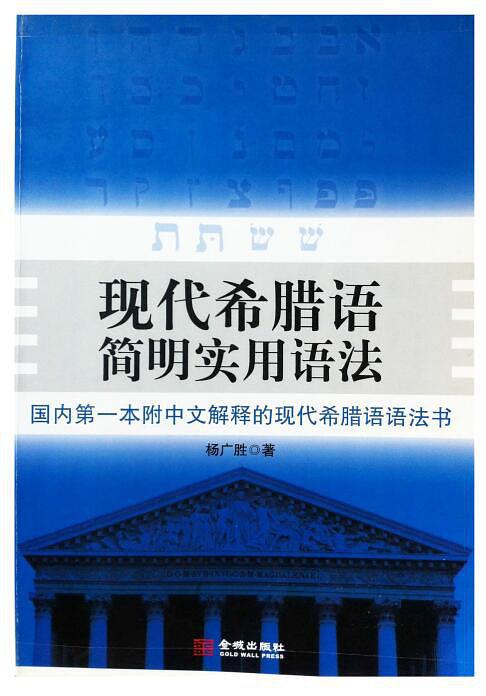 שׁ שׂ תּ ת
现代希腊语
简明实用语法
国内第一本附中文解释的现代希腊语语法书
杨广胜◎著
金城出版社
GOLD WALL PRESS